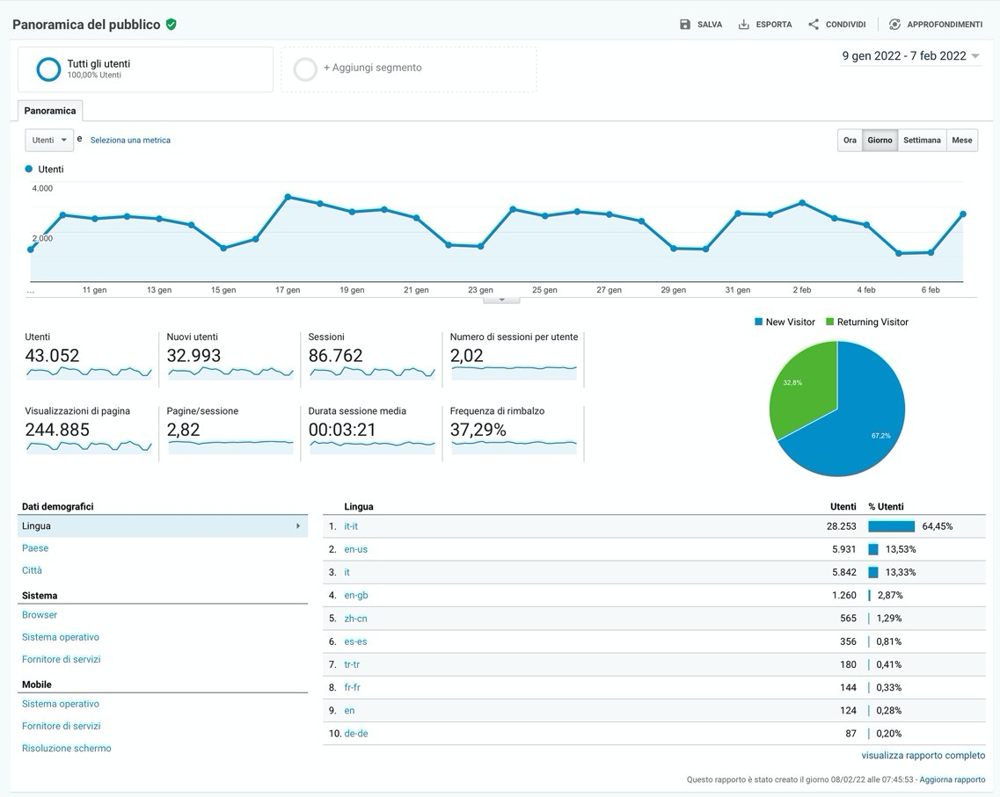 Panoramica del pubblico
SALVA ESPORTA CONDIVIDI APPROFONDIMENTI
Tutti gli utenti
100,00% Utenti
+ Aggiungi segmento
9 gen 2022 - 7 feb 2022
Panoramica
Utenti e Seleziona una metrica
Ora Giorno Settimana Mese
Utenti
4.000
2.000
... 11 gen 13 gen 15 gen 17 gen 19 gen 21 gen 23 gen 25 gen 27 gen 29 gen 31 gen 2 feb 4 feb 6 feb
New Visitor Returning Visitor
Utenti Nuovi utenti Sessioni Numero di sessioni per utente
43.052 32.993 86.762 2,02
32,8%
Visualizzazioni di pagina Pagine/sessione Durata sessione media Frequenza di rimbalzo
244.885 2,82 00:03:21 37,29%
67,2%
Dati demografici
Lingua
Paese
Città
Sistema
Browser
Sistema operativo
Fornitore di servizi
Mobile
Sistema operativo
Fornitore di servizi
Risoluzione schermo
Lingua Utenti % Utenti
1. it-it 28.253 64,45%
2. en-us 5.931 13,53%
3. it 5.842 13,33%
4. en-gb 1.260 2,87%
5. zh-cn 565 1,29%
6. es-es 356 0,81%
7. tr-tr 180 0,41%
8. fr-fr 144 0,33%
9. en 124 0,28%
10. de-de 87 0,20%
visualizza rapporto completo
Questo rapporto è stato creato il giorno 08/02/22 alle 07:45:53 - Aggiorna rapporto